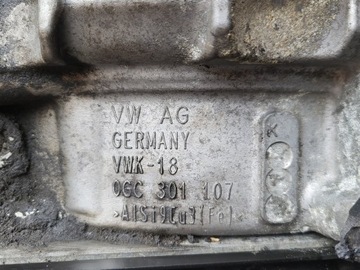 VW AG
GERMANY
VWK-18
0GC 301 107
>AlSi9Cu3(Fe)<
K